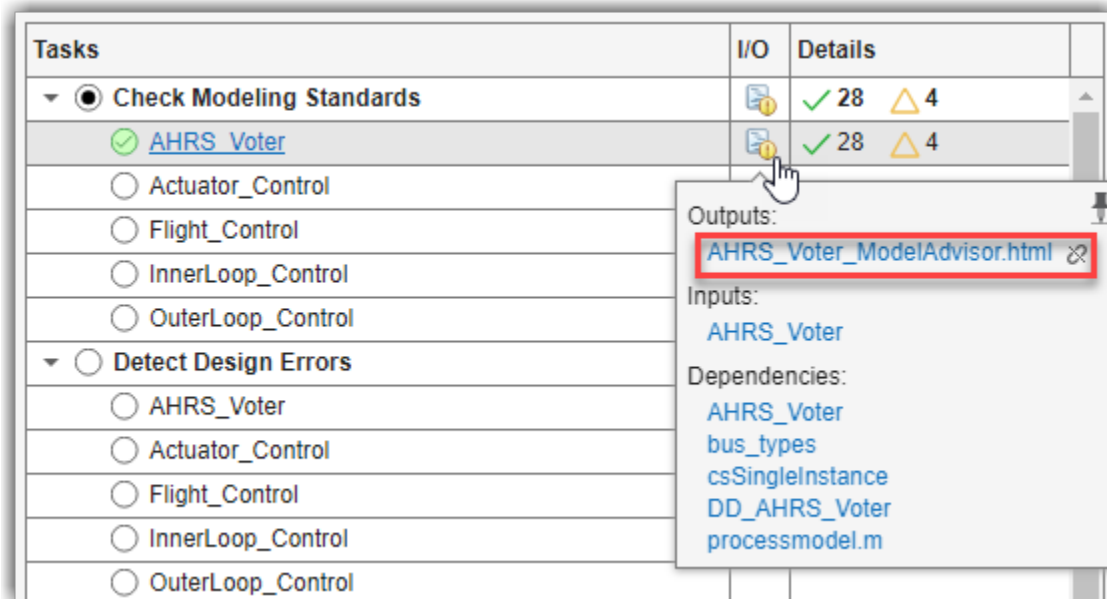 Tasks I/O Details
Check Modeling Standards 28 4
AHRS_Voter 28 4
Actuator_Control
Flight_Control
InnerLoop_Control
OuterLoop_Control
Detect Design Errors
AHRS_Voter
Actuator_Control
Flight_Control
InnerLoop_Control
OuterLoop_Control
Outputs:
AHRS_Voter_ModelAdvisor.html
Inputs:
AHRS_Voter
Dependencies:
AHRS_Voter
bus_types
csSingleInstance
DD_AHRS_Voter
processmodel.m